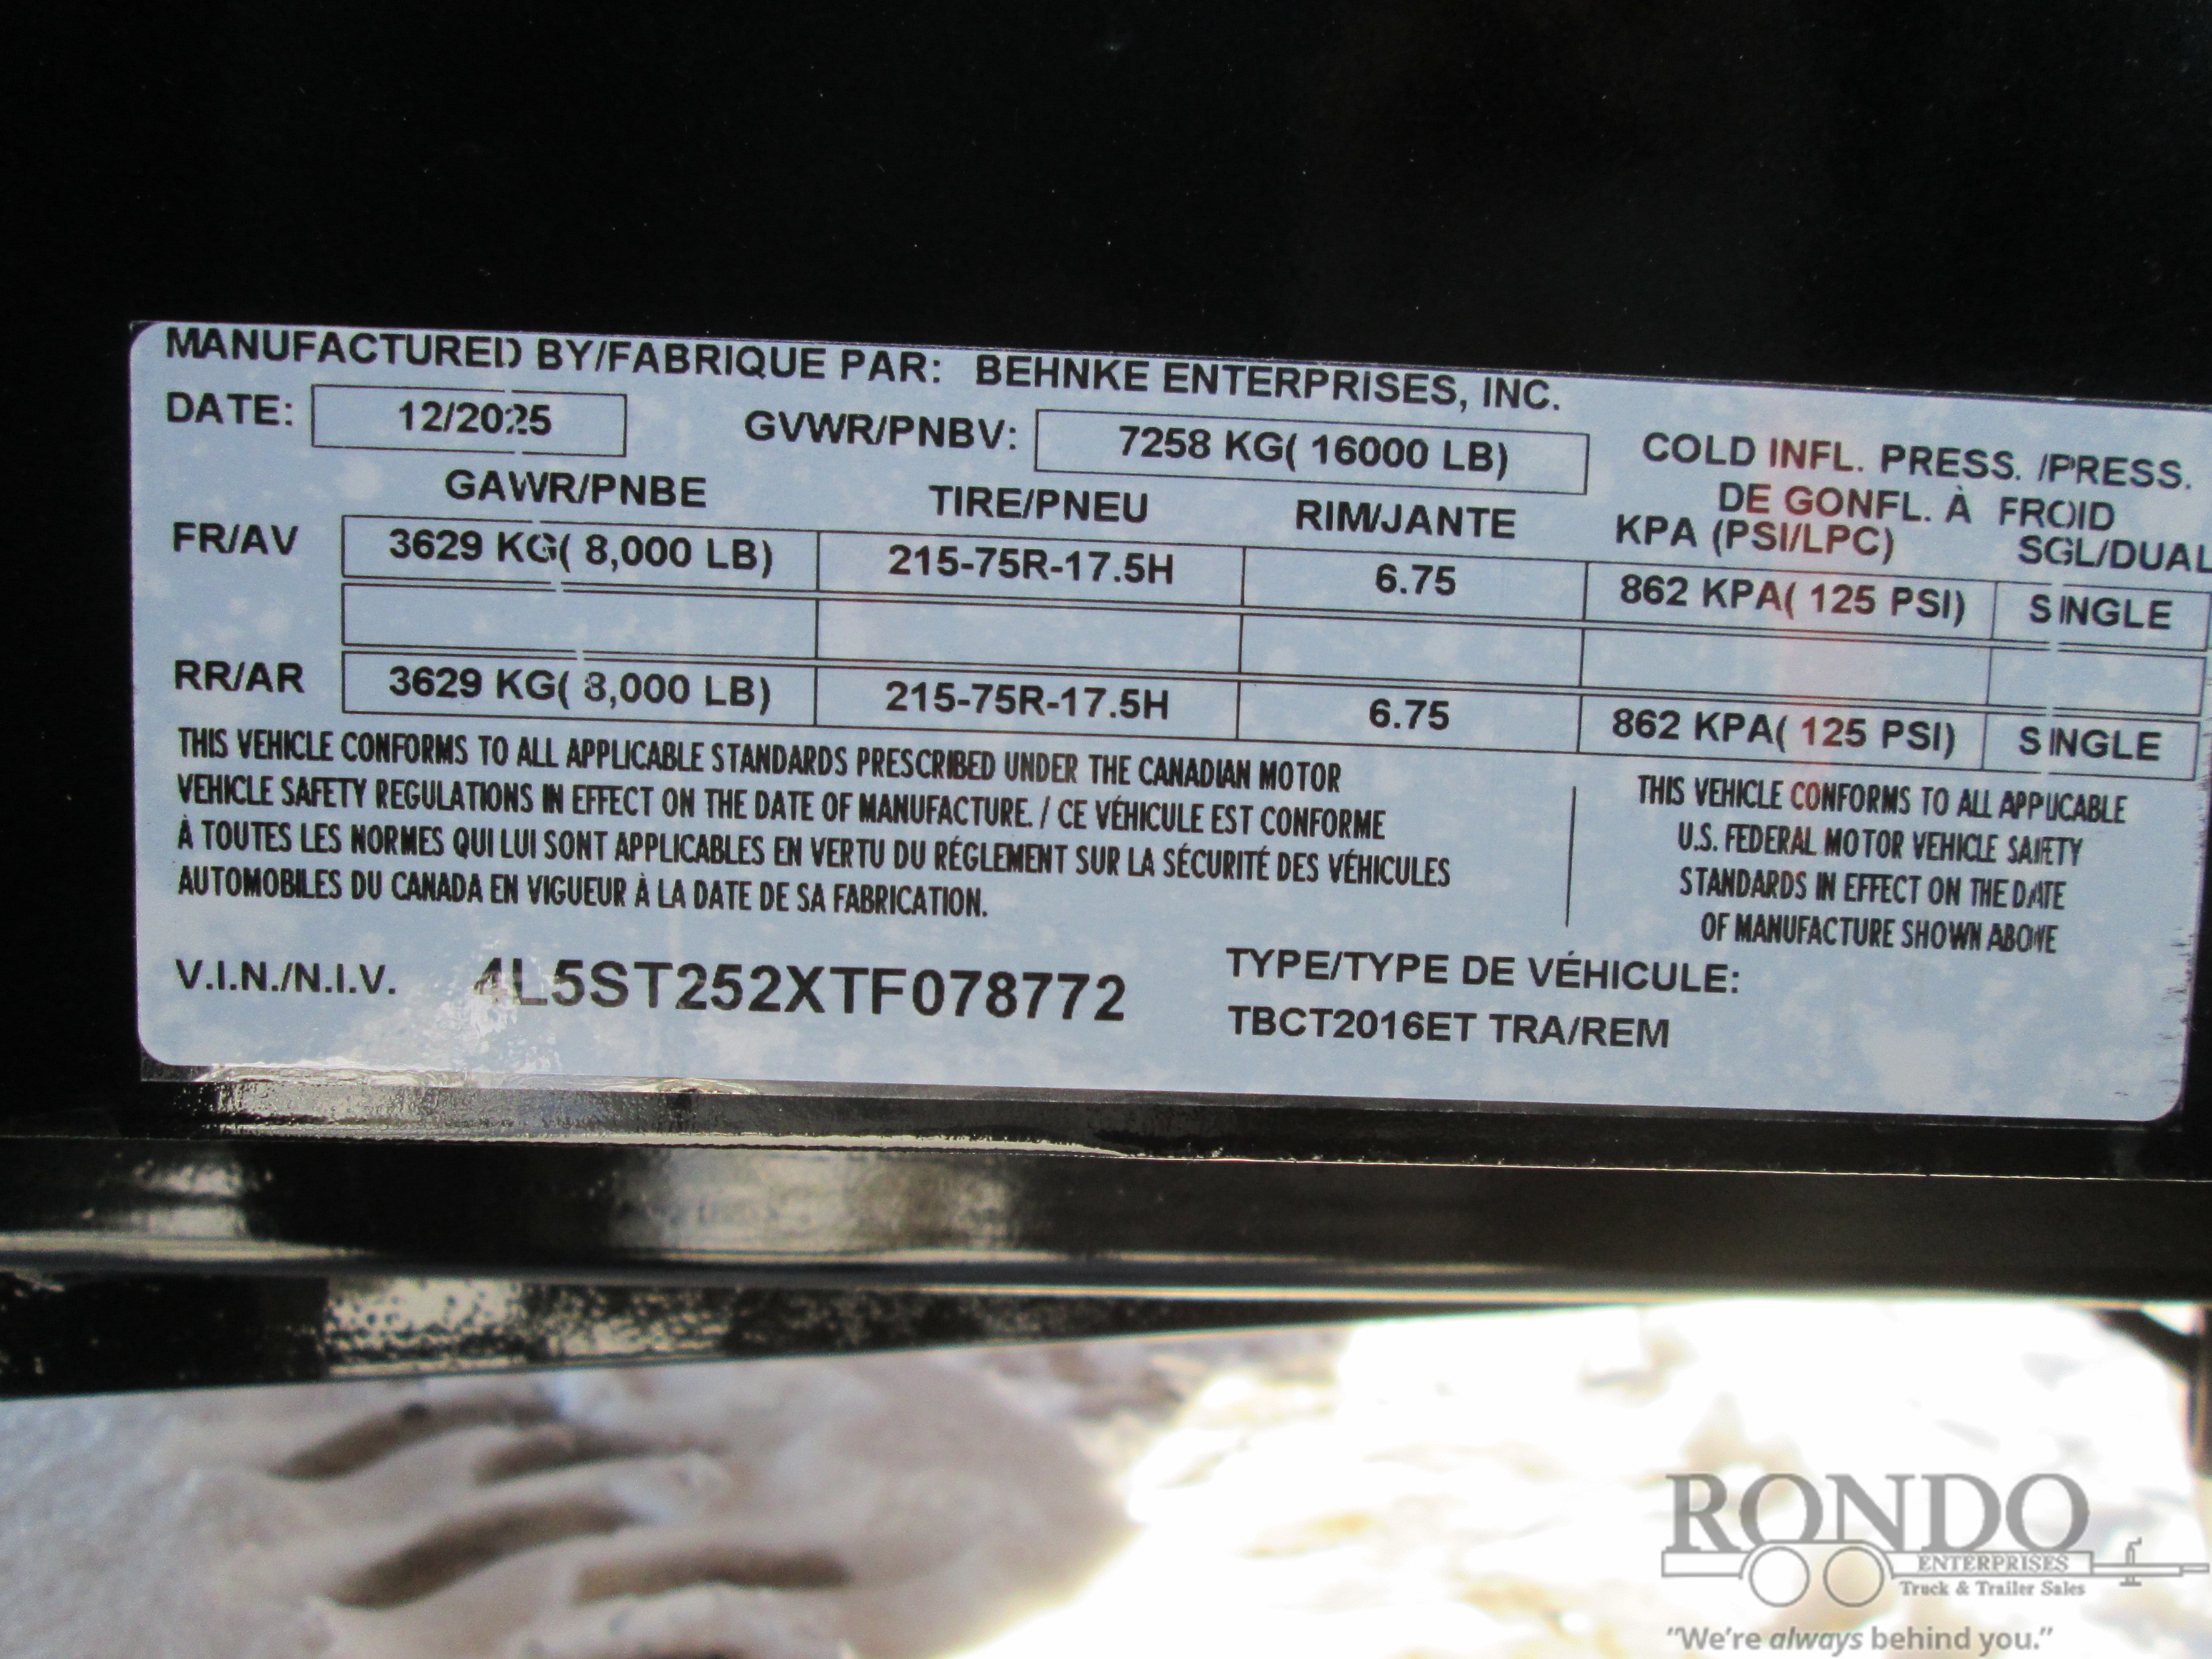 MANUFACTURED BY/FABRIQUE PAR: BEHNKE ENTERPRISES, INC.
DATE: 12/2025 GVWR/PNBV: 7258 KG( 16000 LB)
COLD INFL. PRESS. /PRESS.
DE GONFL. À FROID
GAWR/PNBE TIRE/PNEU RIM/JANTE KPA (PSI/LPC) SGL/DUAL
FR/AV 3629 KG( 8,000 LB) 215-75R-17.5H 6.75 862 KPA( 125 PSI) SINGLE
RR/AR 3629 KG( 8,000 LB) 215-75R-17.5H 6.75 862 KPA( 125 PSI) SINGLE
THIS VEHICLE CONFORMS TO ALL APPLICABLE STANDARDS PRESCRIBED UNDER THE CANADIAN MOTOR
VEHICLE SAFETY REGULATIONS IN EFFECT ON THE DATE OF MANUFACTURE. / CE VÉHICULE EST CONFORME
À TOUTES LES NORMES QUI LUI SONT APPLICABLES EN VERTU DU RÉGLEMENT SUR LA SÉCURITÉ DES VÉHICULES
AUTOMOBILES DU CANADA EN VIGUEUR À LA DATE DE SA FABRICATION.
THIS VEHICLE CONFORMS TO ALL APPLICABLE
U.S. FEDERAL MOTOR VEHICLE SAFETY
STANDARDS IN EFFECT ON THE DATE
OF MANUFACTURE SHOWN ABOVE
V.I.N./N.I.V. 4L5ST252XTF078772
TYPE/TYPE DE VÉHICULE:
TBCT2016ET TRA/REM
RONDO
ENTERPRISES
Truck & Trailer Sales
"We're always behind you."